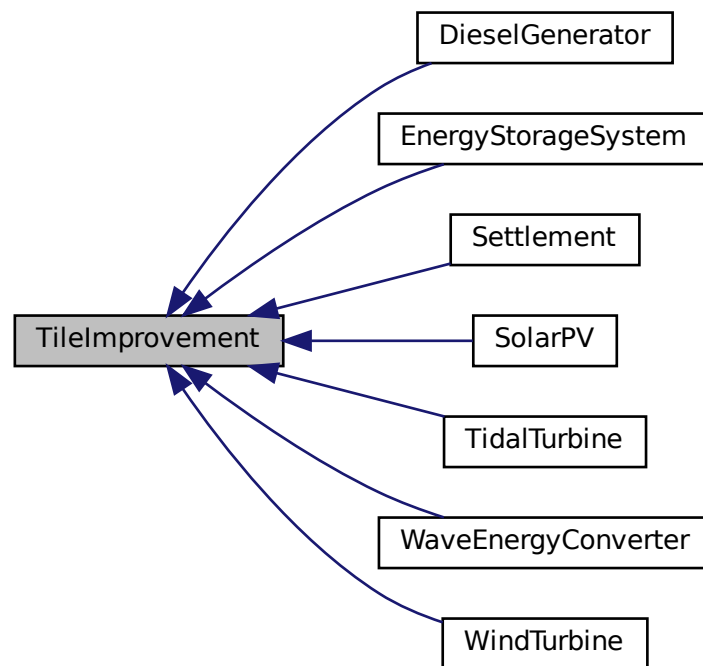 DieselGenerator
EnergyStorageSystem
Settlement
TileImprovement
SolarPV
TidalTurbine
WaveEnergyConverter
WindTurbine